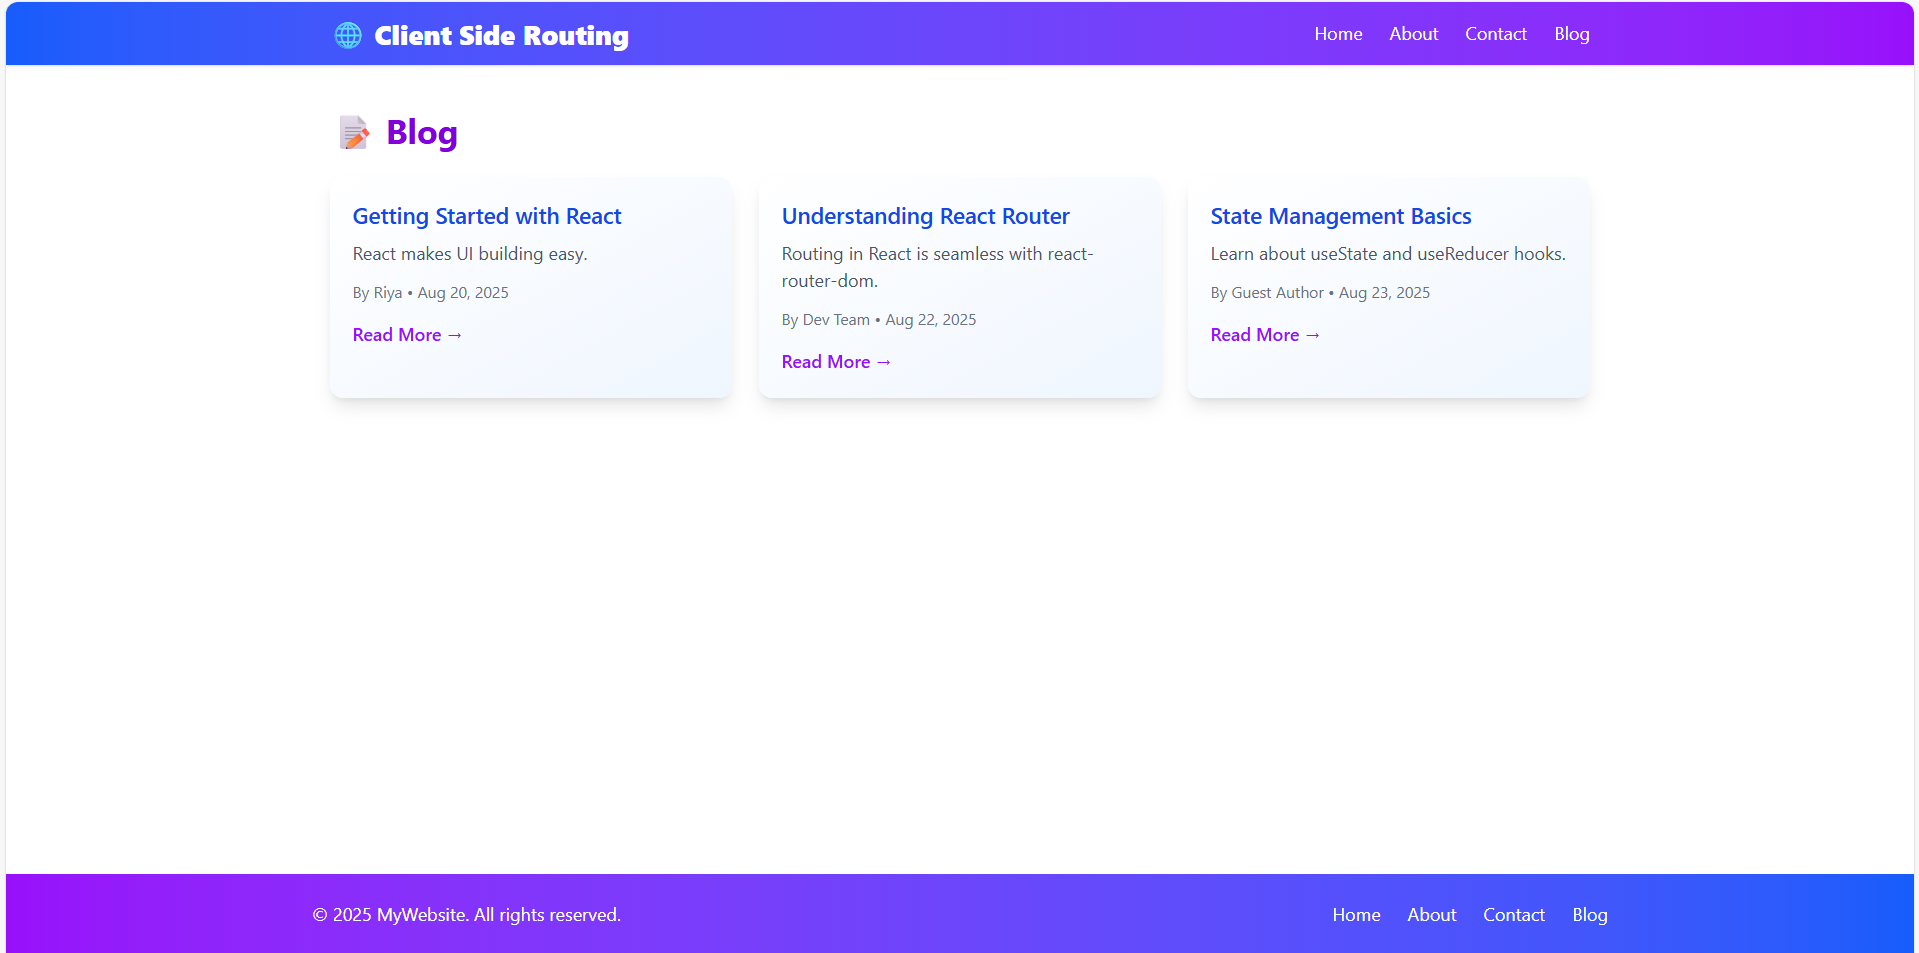 Client Side Routing
Home About Contact Blog
Blog
Getting Started with React
React makes UI building easy.
By Riya • Aug 20, 2025
Read More →
Understanding React Router
Routing in React is seamless with react-
router-dom.
By Dev Team • Aug 22, 2025
Read More →
State Management Basics
Learn about useState and useReducer hooks.
By Guest Author • Aug 23, 2025
Read More →
© 2025 MyWebsite. All rights reserved.
Home About Contact Blog